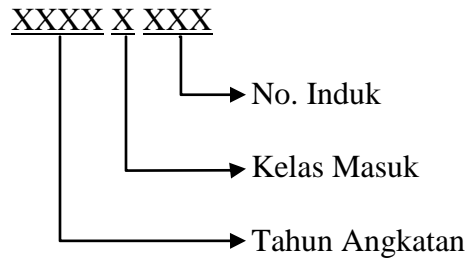 XXXX X XXX
No. Induk
Kelas Masuk
Tahun Angkatan